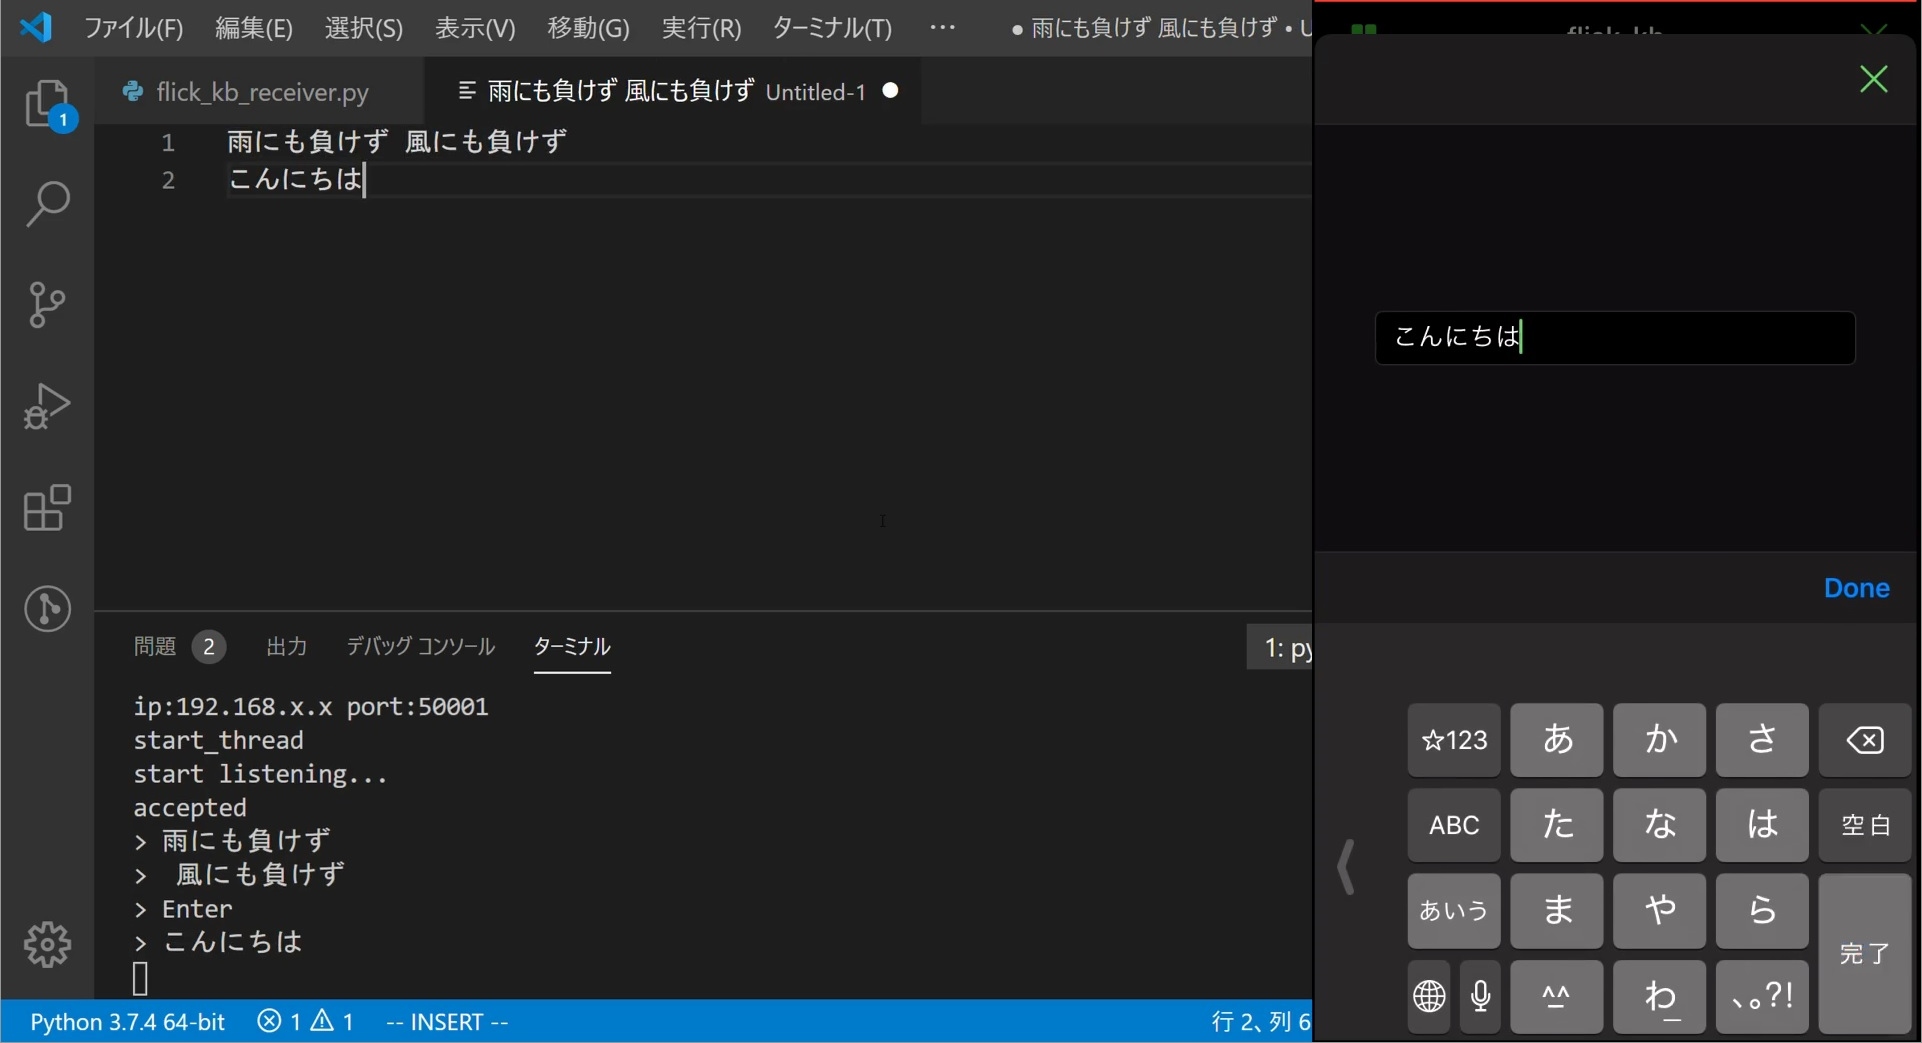 ファイル(F) 編集(E) 選択(S) 表示(V) 移動(G) 実行(R) ターミナル(T) ··· ● 雨にも負けず 風にも負けず • U
1
flick_kb_receiver.py
雨にも負けず 風にも負けず Untitled-1 ●
1 雨にも負けず 風にも負けず
2 こんにちは
問題 2 出力 デバッグ コンソール ターミナル 1: py
ip:192.168.x.x port:50001
start_thread
start listening...
accepted
> 雨にも負けず
>  風にも負けず
> Enter
> こんにちは
Python 3.7.4 64-bit 1 1 -- INSERT -- 行 2、列 6
flick_kb
こんにちは
Done
☆123 あ か さ
ABC た な は 空白
あいう ま や ら
完了
^^ わ 、。?!